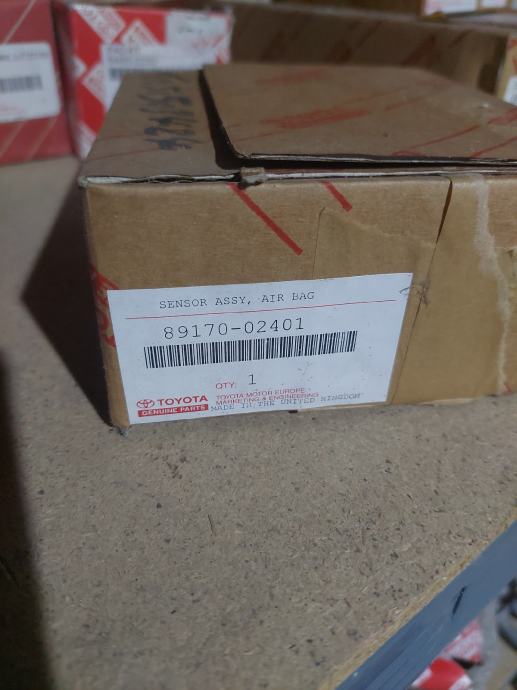 SENSOR ASSY, AIR BAG
89170-02401
QTY: 1
TOYOTA
GENUINE PARTS
TOYOTA MOTOR EUROPE
MARKETING & ENGINEERING
MADE IN THE UNITED KINGDOM